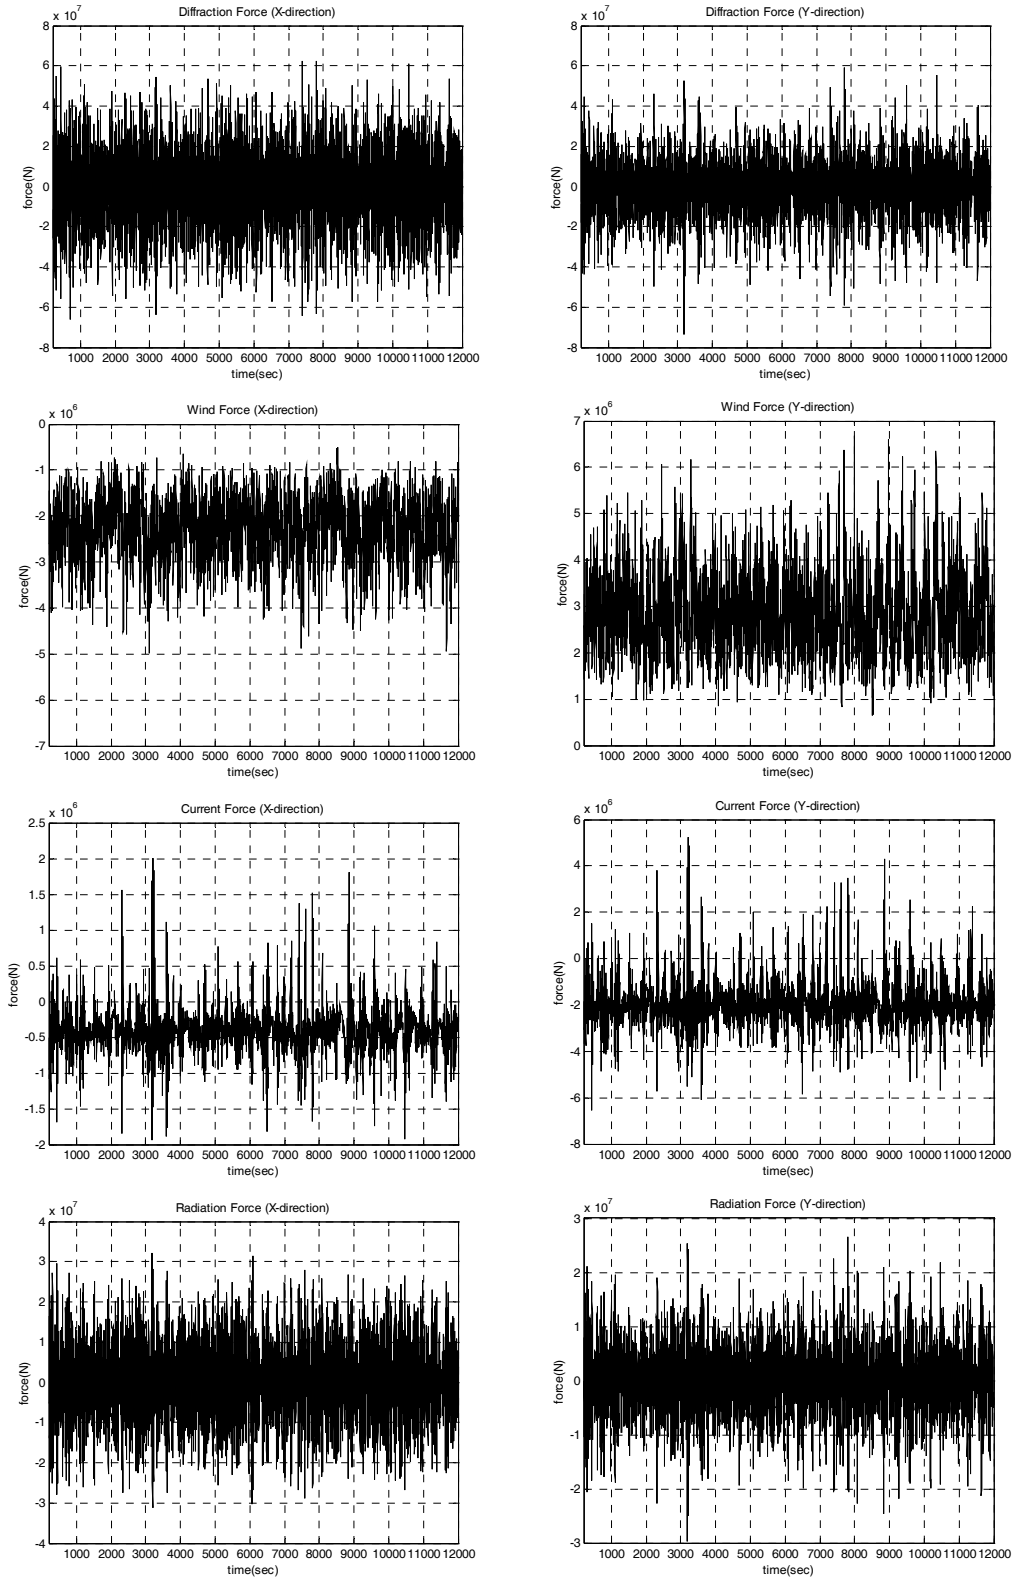 Diffraction Force (X-direction)
x 10^7
8
6
4
2
0
-2
-4
-6
-8
force(N)
1000 2000 3000 4000 5000 6000 7000 8000 9000 10000 11000 12000
time(sec)
Diffraction Force (Y-direction)
x 10^7
8
6
4
2
0
-2
-4
-6
-8
force(N)
1000 2000 3000 4000 5000 6000 7000 8000 9000 10000 11000 12000
time(sec)
Wind Force (X-direction)
x 10^6
0
-1
-2
-3
-4
-5
-6
-7
force(N)
1000 2000 3000 4000 5000 6000 7000 8000 9000 10000 11000 12000
time(sec)
Wind Force (Y-direction)
x 10^6
7
6
5
4
3
2
1
0
force(N)
1000 2000 3000 4000 5000 6000 7000 8000 9000 10000 11000 12000
time(sec)
Current Force (X-direction)
x 10^6
2.5
2
1.5
1
0.5
0
-0.5
-1
-1.5
-2
force(N)
1000 2000 3000 4000 5000 6000 7000 8000 9000 10000 11000 12000
time(sec)
Current Force (Y-direction)
x 10^6
6
4
2
0
-2
-4
-6
-8
force(N)
1000 2000 3000 4000 5000 6000 7000 8000 9000 10000 11000 12000
time(sec)
Radiation Force (X-direction)
x 10^7
4
3
2
1
0
-1
-2
-3
-4
force(N)
1000 2000 3000 4000 5000 6000 7000 8000 9000 10000 11000 12000
time(sec)
Radiation Force (Y-direction)
x 10^7
3
2
1
0
-1
-2
-3
force(N)
1000 2000 3000 4000 5000 6000 7000 8000 9000 10000 11000 12000
time(sec)